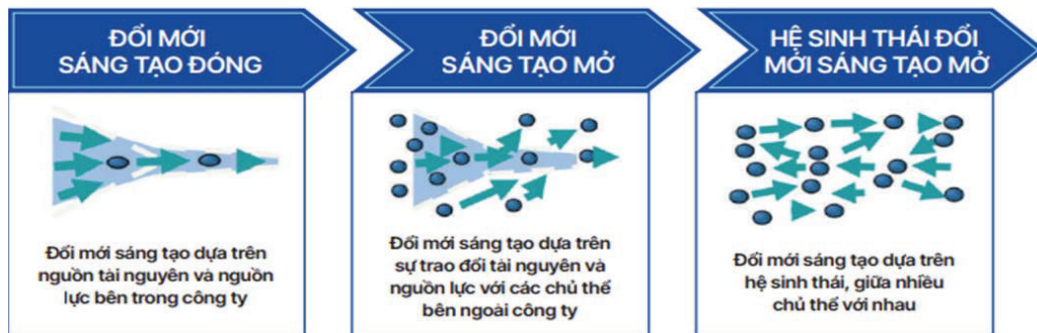 ĐỔI MỚI
SÁNG TẠO ĐÓNG
ĐỔI MỚI
SÁNG TẠO MỞ
HỆ SINH THÁI ĐỔI
MỚI SÁNG TẠO MỞ
Đổi mới sáng tạo dựa trên
nguồn tài nguyên và nguồn
lực bên trong công ty
Đổi mới sáng tạo dựa trên
sự trao đổi tài nguyên và
nguồn lực với các chủ thể
bên ngoài công ty
Đổi mới sáng tạo dựa trên
hệ sinh thái, giữa nhiều
chủ thể với nhau